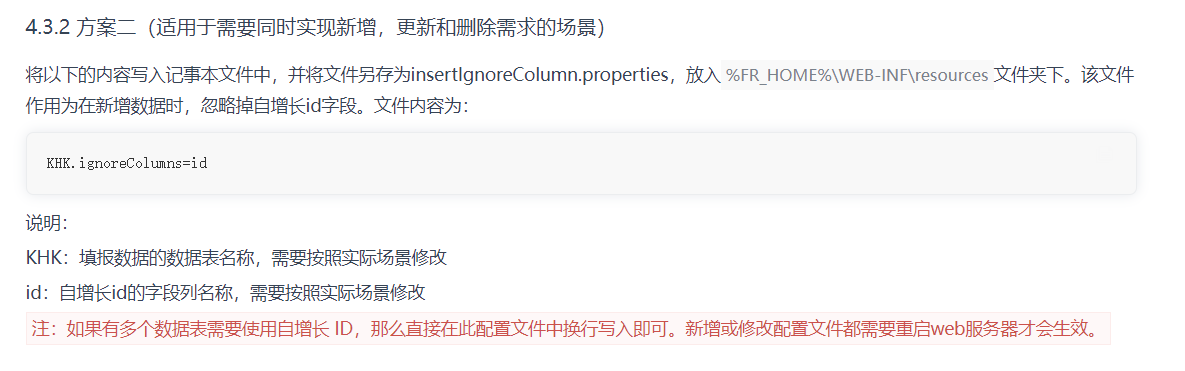 4.3.2 方案二（适用于需要同时实现新增，更新和删除需求的场景）
将以下的内容写入记事本文件中，并将文件另存为insertIgnoreColumn.properties，放入 %FR_HOME%\WEB-INF\resources 文件夹下。该文件
作用为在新增数据时，忽略掉自增长id字段。文件内容为：
KHK.ignoreColumns=id
说明：
KHK：填报数据的数据表名称，需要按照实际场景修改
id：自增长id的字段列名称，需要按照实际场景修改
注：如果有多个数据表需要使用自增长 ID，那么直接在此配置文件中换行写入即可。新增或修改配置文件都需要重启web服务器才会生效。